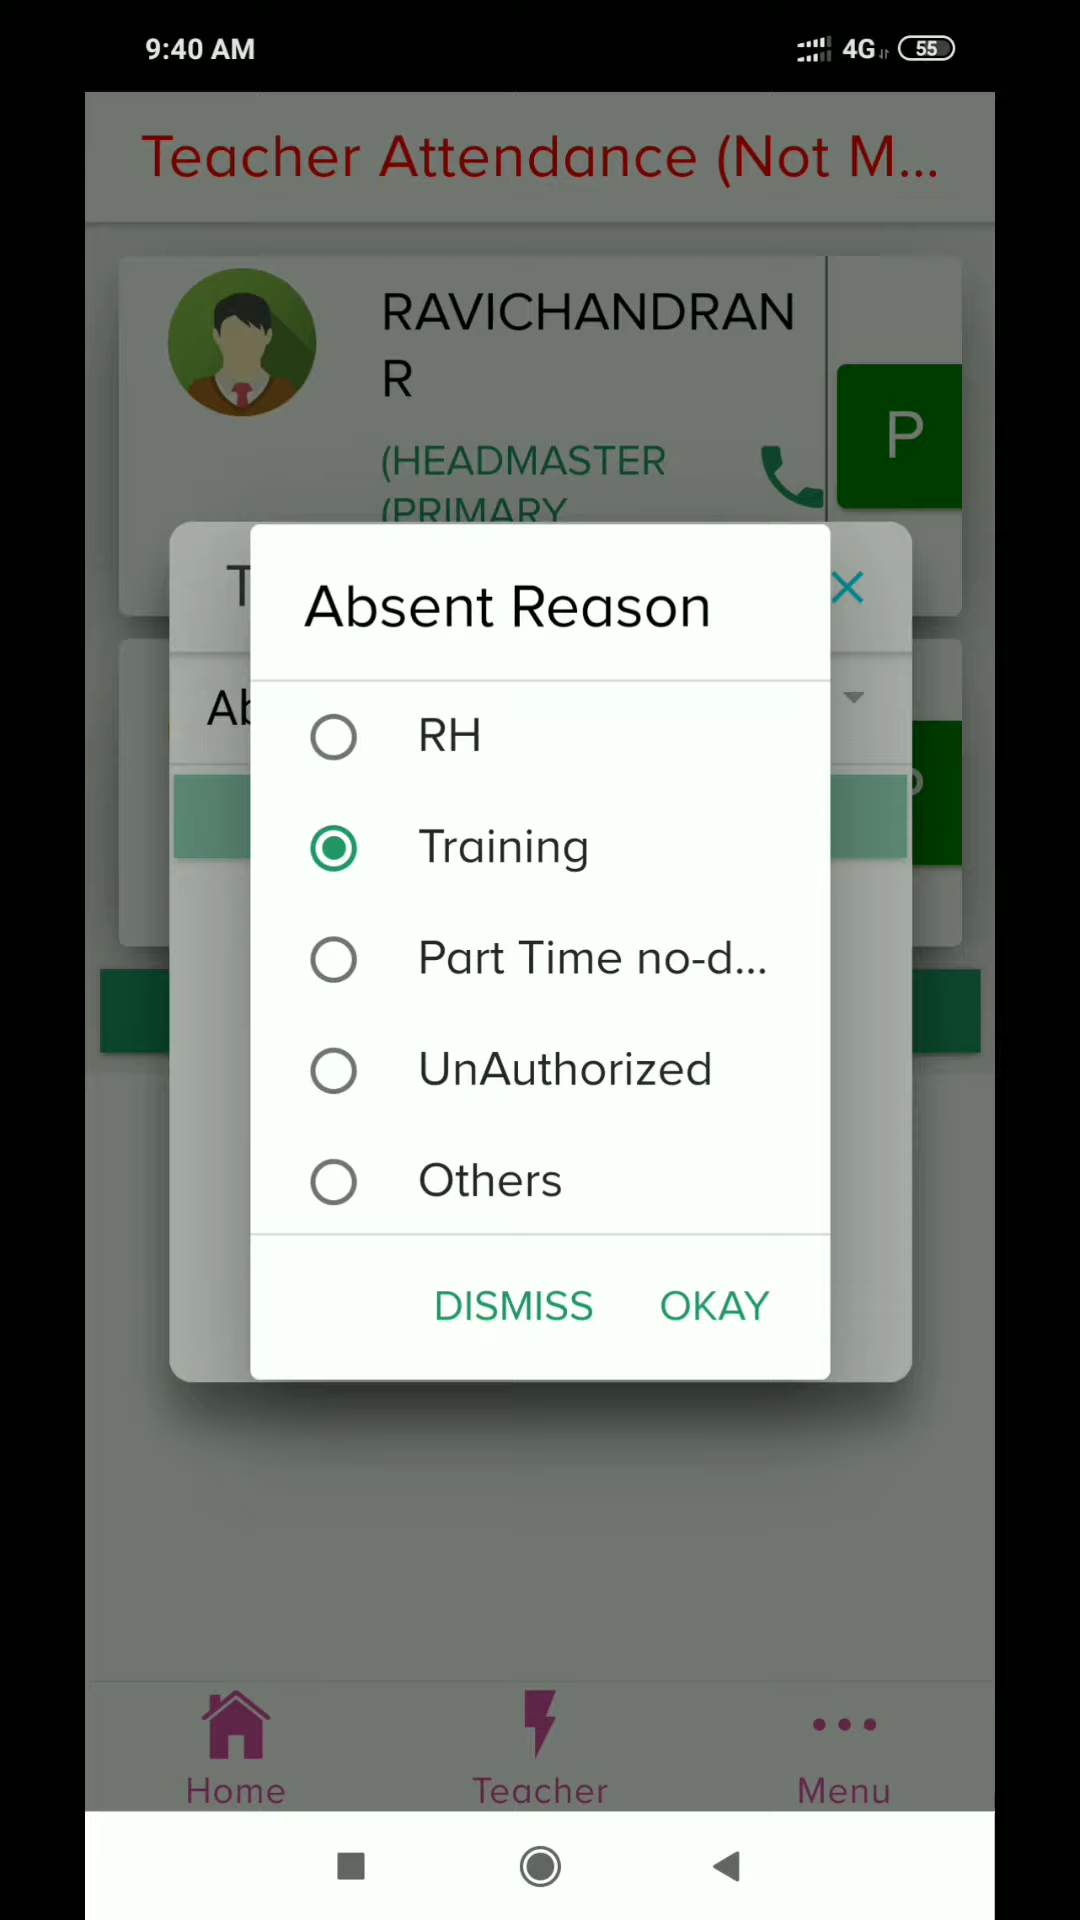 9:40 AM
4G
55
Teacher Attendance (Not M...
RAVICHANDRAN
R
(HEADMASTER
(PRIMARY
P
Absent Reason
RH
Training
Part Time no-d...
UnAuthorized
Others
DISMISS OKAY
Home
Teacher
Menu